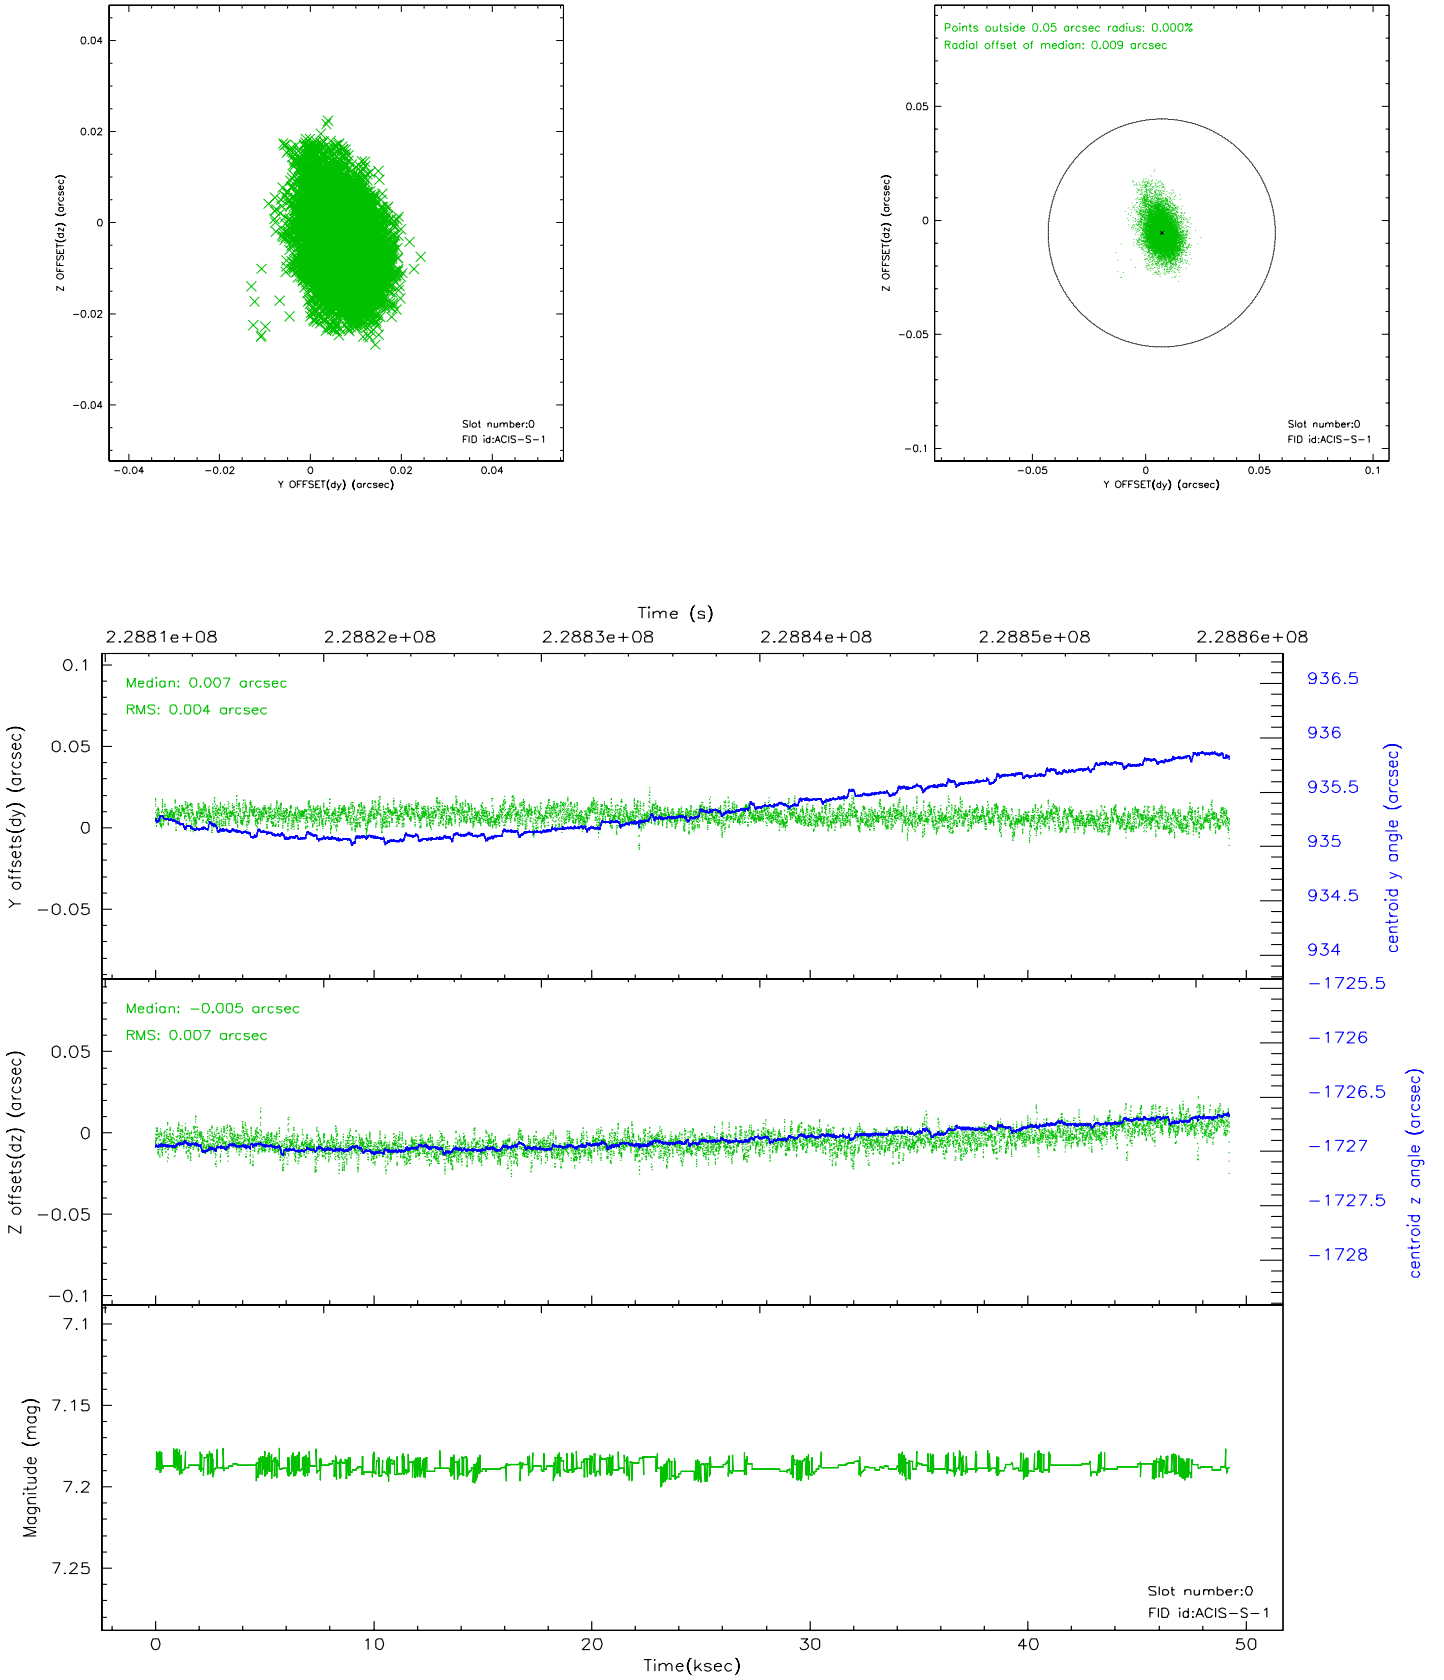 0.04
0.02
0
−0.02
−0.04
Z OFFSET(dz) (arcsec)
Slot number:0
FID id:ACIS−S−1
−0.04 −0.02 0 0.02 0.04
Y OFFSET(dy) (arcsec)
Points outside 0.05 arcsec radius: 0.000%
Radial offset of median: 0.009 arcsec
0.05
0
−0.05
−0.1
Z OFFSET(dz) (arcsec)
Slot number:0
FID id:ACIS−S−1
−0.05 0 0.05 0.1
Y OFFSET(dy) (arcsec)
Time (s)
2.2881e+08 2.2882e+08 2.2883e+08 2.2884e+08 2.2885e+08 2.2886e+08
Median: 0.007 arcsec
RMS: 0.004 arcsec
0.1
0.05
0
−0.05
Y offsets(dy) (arcsec)
936.5
936
935.5
935
934.5
934
centroid y angle (arcsec)
Median: −0.005 arcsec
RMS: 0.007 arcsec
0.05
0
−0.05
−0.1
Z offsets(dz) (arcsec)
−1725.5
−1726
−1726.5
−1727
−1727.5
−1728
centroid z angle (arcsec)
7.1
7.15
7.2
7.25
Magnitude (mag)
Slot number:0
FID id:ACIS−S−1
0 10 20 30 40 50
Time(ksec)